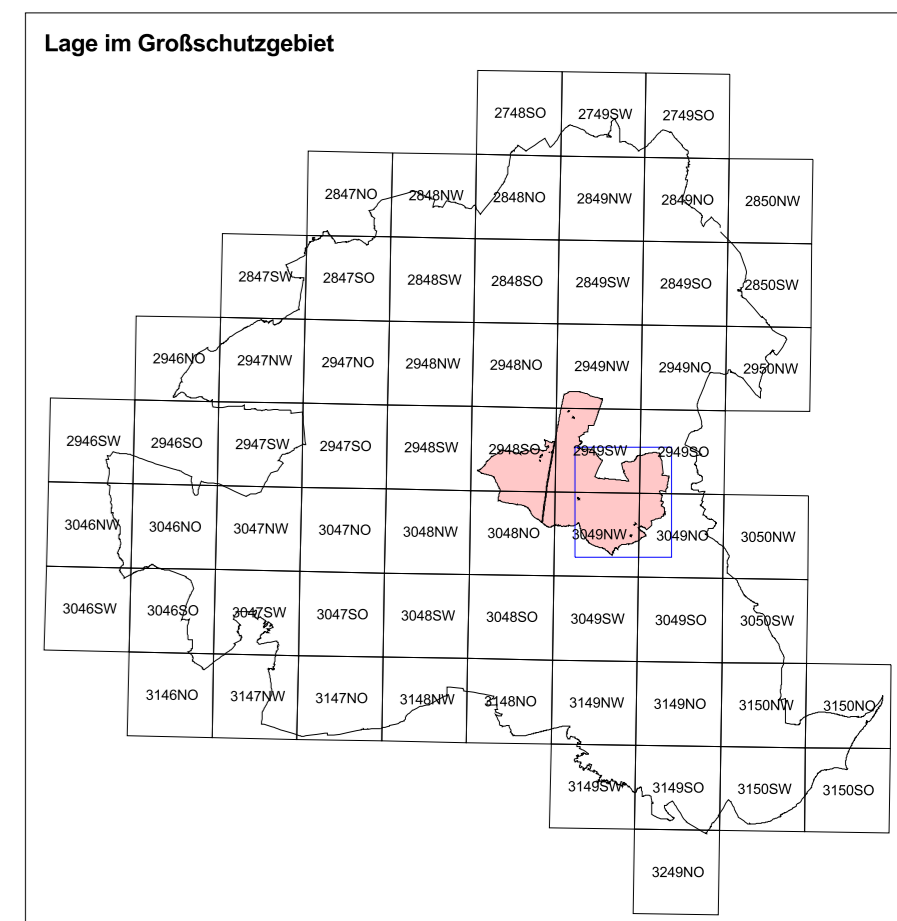 Lage im Großschutzgebiet
2748SO 2749SW 2749SO
2847NO 2848NW 2848NO 2849NW 2849NO 2850NW
2847SW 2847SO 2848SW 2848SO 2849SW 2849SO 2850SW
2946NO 2947NW 2947NO 2948NW 2948NO 2949NW 2949NO 2950NW
2946SW 2946SO 2947SW 2947SO 2948SW 2948SO 2949SW 2949SO
3046NW 3046NO 3047NW 3047NO 3048NW 3048NO 3049NW 3049NO 3050NW
3046SW 3046SO 3047SW 3047SO 3048SW 3048SO 3049SW 3049SO 3050SW
3146NO 3147NW 3147NO 3148NW 3148NO 3149NW 3149NO 3150NW 3150NO
3149SW 3149SO 3150SW 3150SO
3249NO